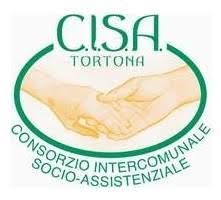 C.I.S.A.
TORTONA
CONSORZIO INTERCOMUNALE
SOCIO-ASSISTENZIALE